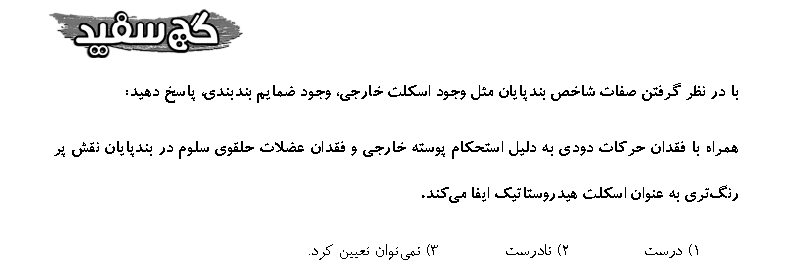 گچ سفید
با در نظر گرفتن صفات شاخص بندپایان مثل وجود اسکلت خارجی، وجود ضمایم بندبندی، پاسخ دهید:
همراه با فقدان حرکات دودی به دلیل استحکام پوسته خارجی و فقدان عضلات حلقوی سلوم در بندپایان نقش پر
رنگ‌تری به عنوان اسکلت هیدروستاتیک ایفا می‌کند.
۱) درست ۲) نادرست ۳) نمی‌توان تعیین کرد.